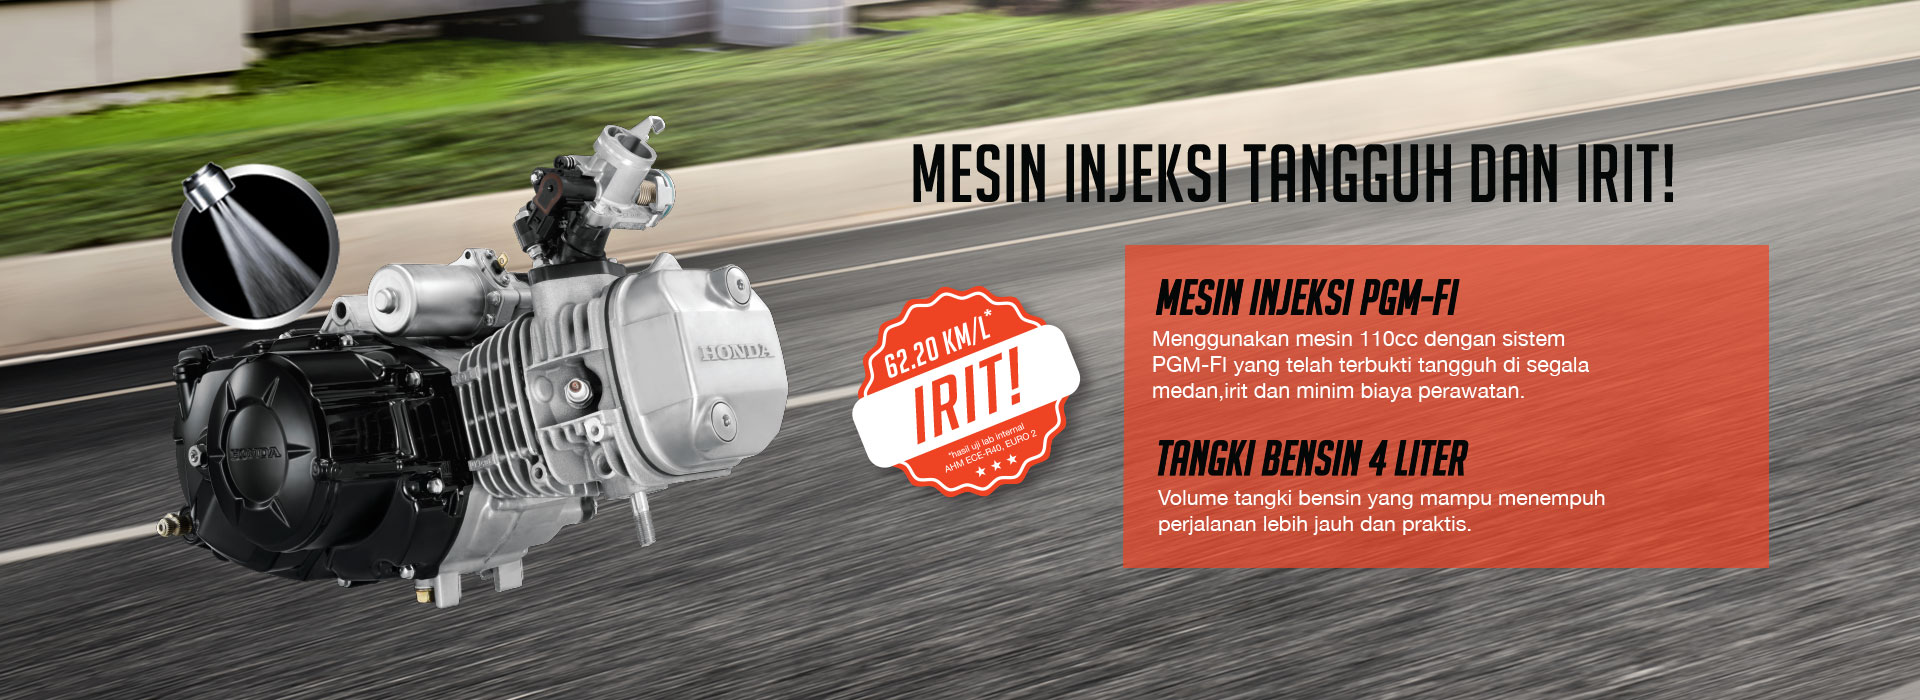 MESIN INJEKSI TANGGUH DAN IRIT!
HONDA
HONDA
62.20 KM/L*
IRIT!
*hasil uji lab internal
AHM ECE-R40, EURO 2
MESIN INJEKSI PGM-FI
Menggunakan mesin 110cc dengan sistem
PGM-FI yang telah terbukti tangguh di segala
medan,irit dan minim biaya perawatan.
TANGKI BENSIN 4 LITER
Volume tangki bensin yang mampu menempuh
perjalanan lebih jauh dan praktis.